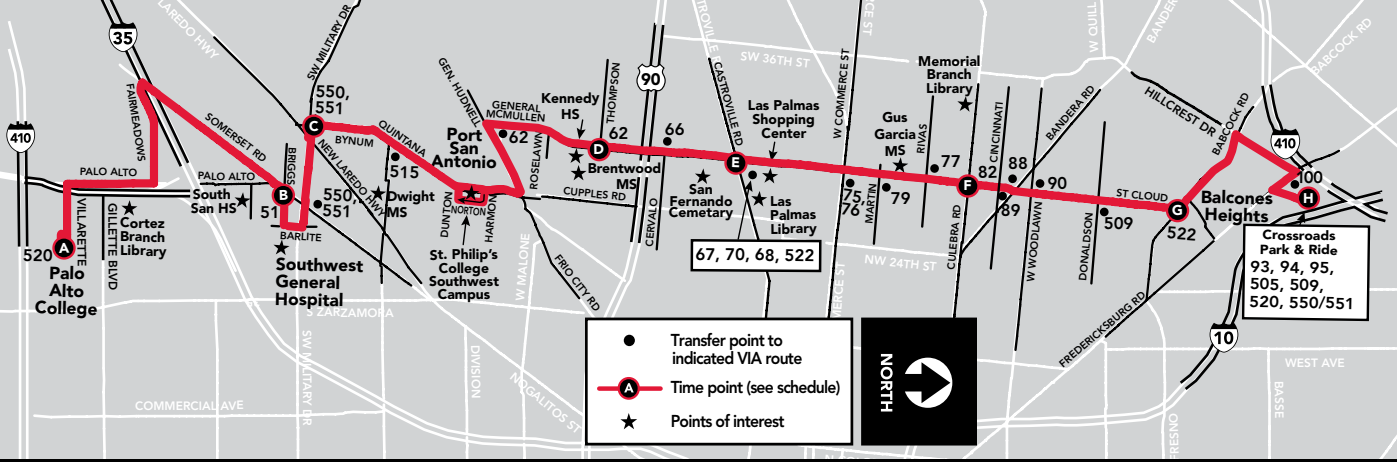 35
LAREDO HWY
SW MILITARY DR
410
FAIRMEADOWS
SOMERSET RD
PALO ALTO
PALO ALTO
VILLARETTE
GILLETTE BLVD
520
A
Palo
Alto
College
Cortez
Branch
Library
South
San HS
BRIGGS
B
51
BARLITE
Southwest
General
Hospital
C
550,
551
NEW LAREDO HWY
550,
551
BYNUM
QUINTANA
515
Dwight
MS
S ZARZAMORA
SW MILITARY DR
COMMERCIAL AVE
DIVISION
NOGALITOS ST
GEN. HUDNELL
Port
San
Antonio
DUNTON
NORTON
HARMON
St. Philip's
College
Southwest
Campus
GENERAL
MCMULLEN
62
ROSELAWN
W MALONE
FRIO CITY RD
CUPPLES RD
Kennedy
HS
THOMPSON
D
62
Brentwood
MS
90
66
CERVALO
San
Fernando
Cemetary
CASTROVILLE RD
SW 36TH ST
E
Las Palmas
Shopping
Center
Las
Palmas
Library
67, 70, 68, 522
W COMMERCE ST
75,
76
MARTIN
79
NW 24TH ST
Gus
Garcia
MS
RIVAS
77
Memorial
Branch
Library
F
CULEBRA RD
82
CINCINNATI
88
89
90
W WOODLAWN
BANDERA RD
DONALDSON
509
ST CLOUD
G
522
FREDERICKSBURG RD
W QUILL
HILLCREST DR
BABCOCK RD
BABCOCK RD
410
100
H
Balcones
Heights
Crossroads
Park & Ride
93, 94, 95,
505, 509,
520, 550/551
10
WEST AVE
BASSE
Transfer point to
indicated VIA route
A
Time point (see schedule)
Points of interest
NORTH